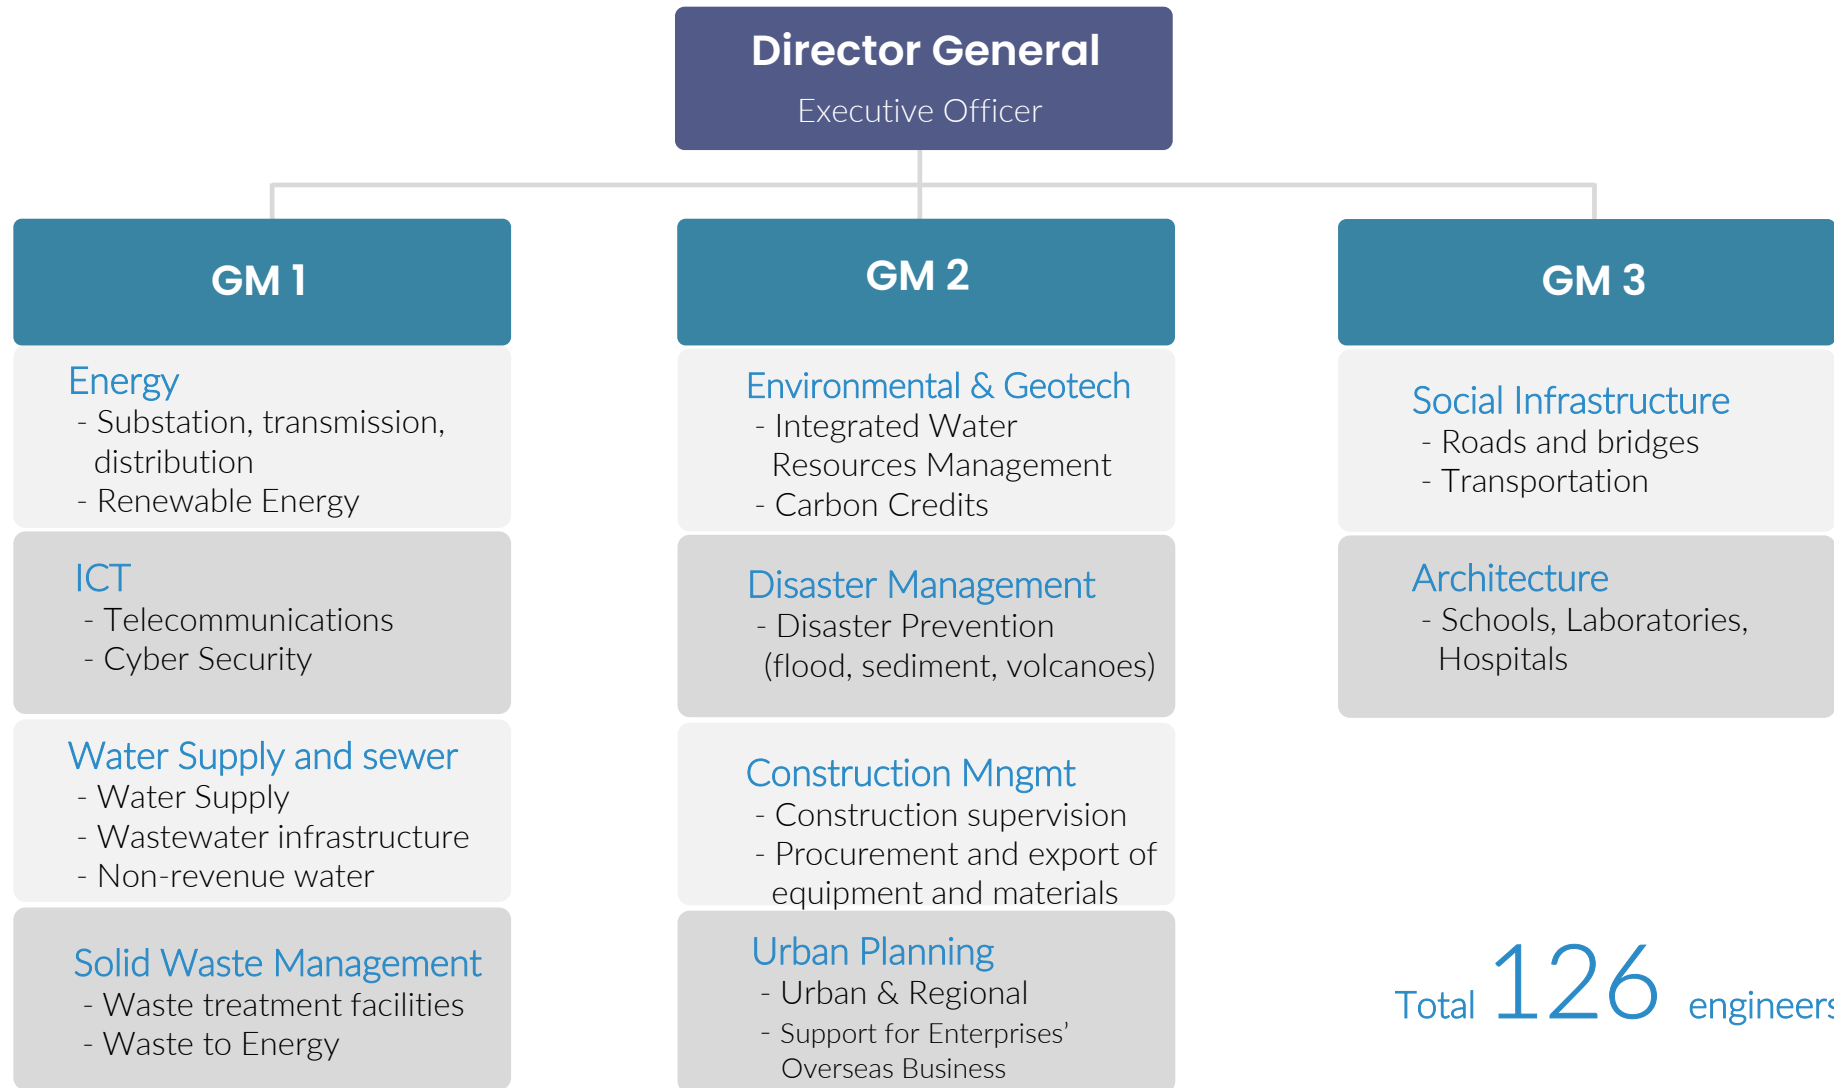 Director General
Executive Officer
GM 1
Energy
- Substation, transmission,
distribution
- Renewable Energy
ICT
- Telecommunications
- Cyber Security
Water Supply and sewer
- Water Supply
- Wastewater infrastructure
- Non-revenue water
Solid Waste Management
- Waste treatment facilities
- Waste to Energy
GM 2
Environmental & Geotech
- Integrated Water
Resources Management
- Carbon Credits
Disaster Management
- Disaster Prevention
(flood, sediment, volcanoes)
Construction Mngmt
- Construction supervision
- Procurement and export of
equipment and materials
Urban Planning
- Urban & Regional
- Support for Enterprises’
Overseas Business
GM 3
Social Infrastructure
- Roads and bridges
- Transportation
Architecture
- Schools, Laboratories,
Hospitals
Total 126 engineers